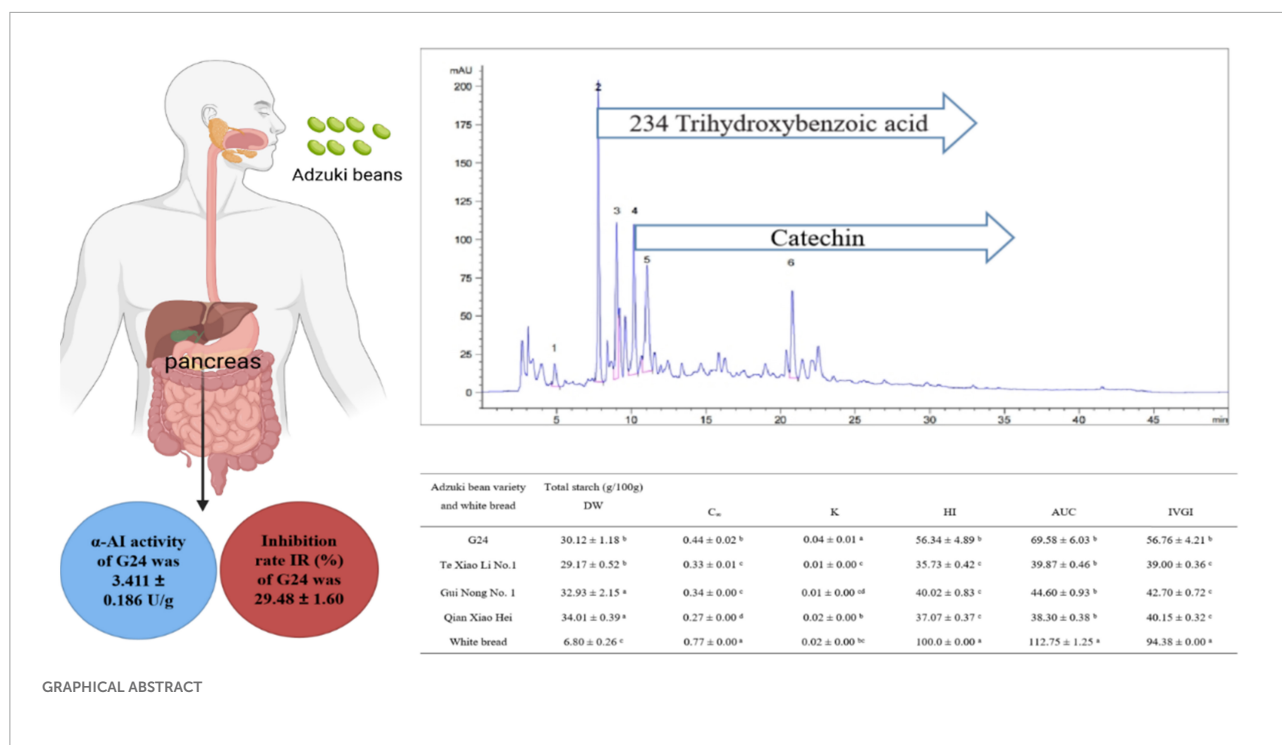 Adzuki beans
pancreas
α-AI activity
of G24 was
3.411 ±
0.186 U/g
Inhibition
rate IR (%)
of G24 was
29.48 ± 1.60
mAU
200
175
150
125
100
75
50
25
0
1
2
3
4
5
6
234 Trihydroxybenzoic acid
Catechin
5 10 15 20 25 30 35 40 45 min
Adzuki bean variety and white bread Total starch (g/100g) DW C∞ K HI AUC IVGI
G24 30.12 ± 1.18 b 0.44 ± 0.02 b 0.04 ± 0.01 a 56.34 ± 4.89 b 69.58 ± 6.03 b 56.76 ± 4.21 b
Te Xiao Li No.1 29.17 ± 0.52 b 0.33 ± 0.01 c 0.01 ± 0.00 c 35.73 ± 0.42 c 39.87 ± 0.46 b 39.00 ± 0.36 c
Gui Nong No. 1 32.93 ± 2.15 a 0.34 ± 0.00 c 0.01 ± 0.00 cd 40.02 ± 0.83 c 44.60 ± 0.93 b 42.70 ± 0.72 c
Qian Xiao Hei 34.01 ± 0.39 a 0.27 ± 0.00 d 0.02 ± 0.00 b 37.07 ± 0.37 c 38.30 ± 0.38 b 40.15 ± 0.32 c
White bread 6.80 ± 0.26 c 0.77 ± 0.00 a 0.02 ± 0.00 bc 100.0 ± 0.00 a 112.75 ± 1.25 a 94.38 ± 0.00 a
GRAPHICAL ABSTRACT